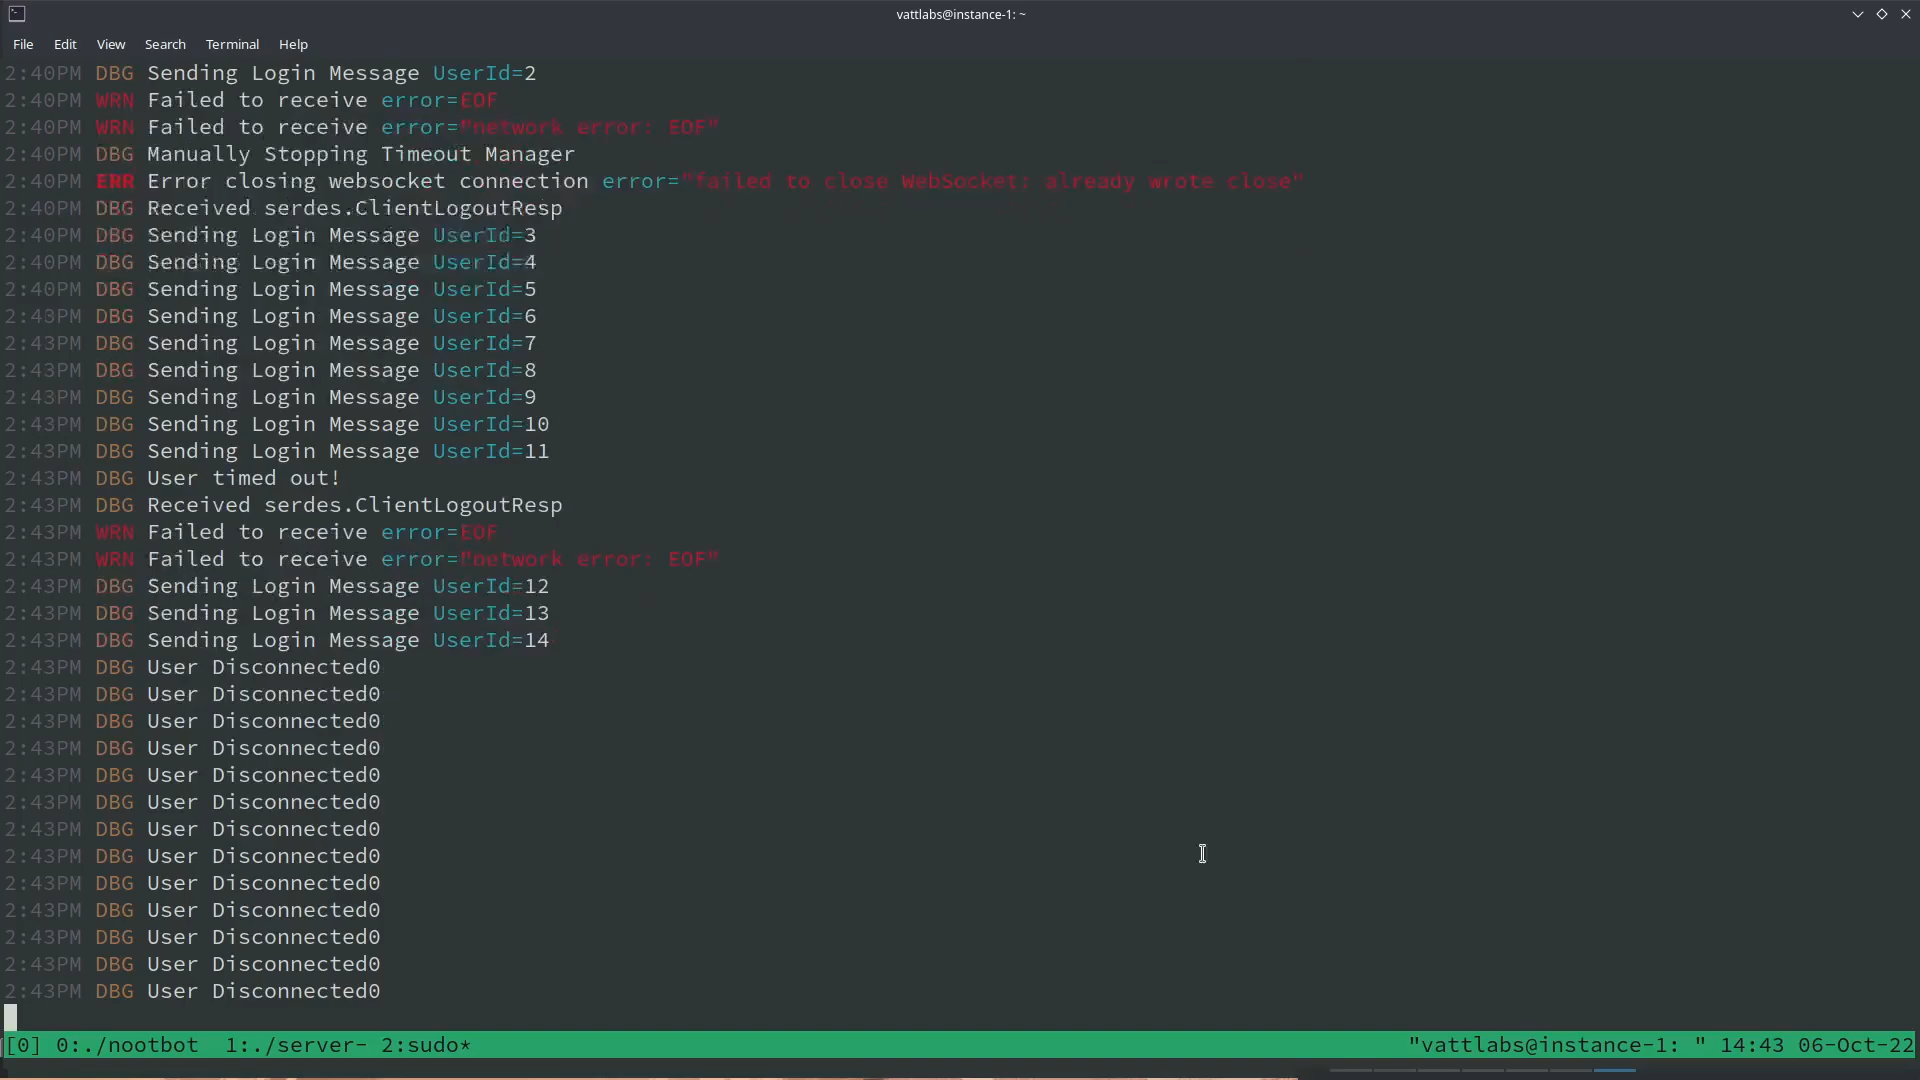 vattlabs@instance-1: ~
File Edit View Search Terminal Help
2:40PM DBG Sending Login Message UserId=2
2:40PM WRN Failed to receive error=EOF
2:40PM WRN Failed to receive error="network error: EOF"
2:40PM DBG Manually Stopping Timeout Manager
2:40PM ERR Error closing websocket connection error="failed to close WebSocket: already wrote close"
2:40PM DBG Received serdes.ClientLogoutResp
2:40PM DBG Sending Login Message UserId=3
2:40PM DBG Sending Login Message UserId=4
2:40PM DBG Sending Login Message UserId=5
2:43PM DBG Sending Login Message UserId=6
2:43PM DBG Sending Login Message UserId=7
2:43PM DBG Sending Login Message UserId=8
2:43PM DBG Sending Login Message UserId=9
2:43PM DBG Sending Login Message UserId=10
2:43PM DBG Sending Login Message UserId=11
2:43PM DBG User timed out!
2:43PM DBG Received serdes.ClientLogoutResp
2:43PM WRN Failed to receive error=EOF
2:43PM WRN Failed to receive error="network error: EOF"
2:43PM DBG Sending Login Message UserId=12
2:43PM DBG Sending Login Message UserId=13
2:43PM DBG Sending Login Message UserId=14
2:43PM DBG User Disconnected0
2:43PM DBG User Disconnected0
2:43PM DBG User Disconnected0
2:43PM DBG User Disconnected0
2:43PM DBG User Disconnected0
2:43PM DBG User Disconnected0
2:43PM DBG User Disconnected0
2:43PM DBG User Disconnected0
2:43PM DBG User Disconnected0
2:43PM DBG User Disconnected0
2:43PM DBG User Disconnected0
2:43PM DBG User Disconnected0
2:43PM DBG User Disconnected0
[0] 0:./nootbot  1:./server- 2:sudo* "vattlabs@instance-1: " 14:43 06-Oct-22